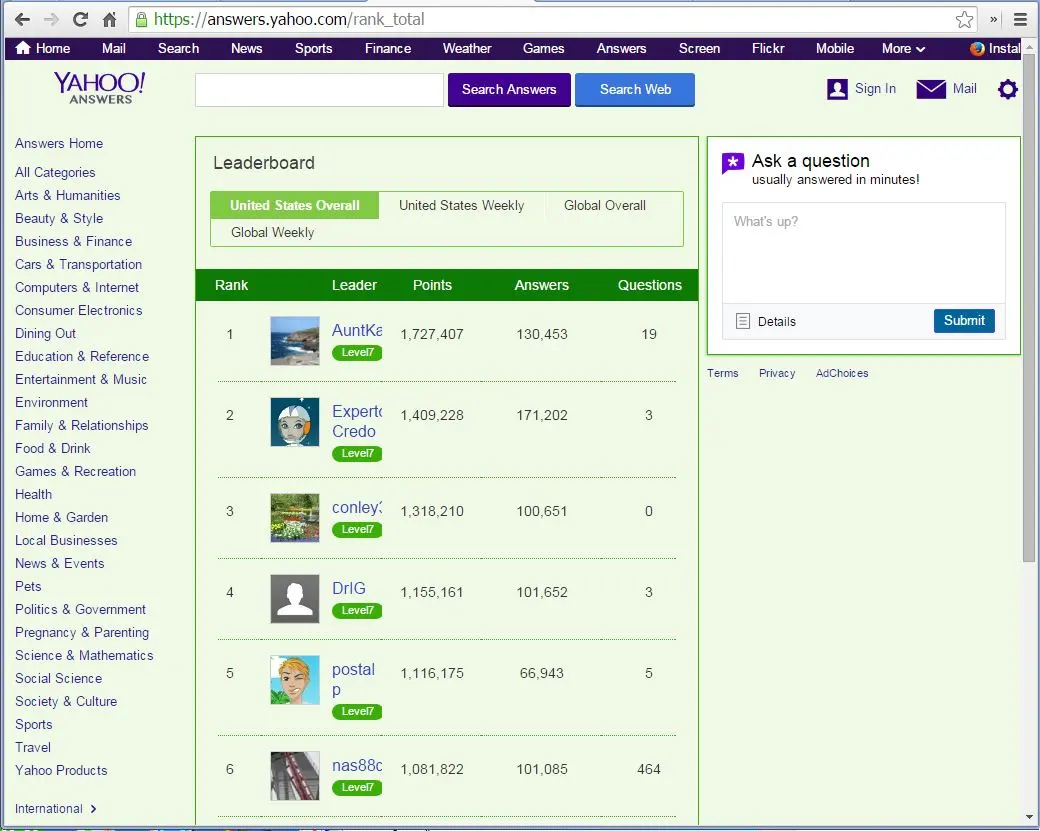 https://answers.yahoo.com/rank_total
»
Home Mail Search News Sports Finance Weather Games Answers Screen Flickr Mobile More Instal
YAHOO!
ANSWERS
Search Answers Search Web Sign In Mail
Answers Home
All Categories
Arts & Humanities
Beauty & Style
Business & Finance
Cars & Transportation
Computers & Internet
Consumer Electronics
Dining Out
Education & Reference
Entertainment & Music
Environment
Family & Relationships
Food & Drink
Games & Recreation
Health
Home & Garden
Local Businesses
News & Events
Pets
Politics & Government
Pregnancy & Parenting
Science & Mathematics
Social Science
Society & Culture
Sports
Travel
Yahoo Products
International
Leaderboard
United States Overall United States Weekly Global Overall
Global Weekly
Rank Leader Points Answers Questions
1 AuntKa 1,727,407 130,453 19
Level7
2 Experto 1,409,228 171,202 3
Credo
Level7
3 conley3 1,318,210 100,651 0
Level7
4 DrIG 1,155,161 101,652 3
Level7
5 postal 1,116,175 66,943 5
p
Level7
6 nas88c 1,081,822 101,085 464
Level7
Ask a question
usually answered in minutes!
What's up?
Details Submit
Terms Privacy AdChoices